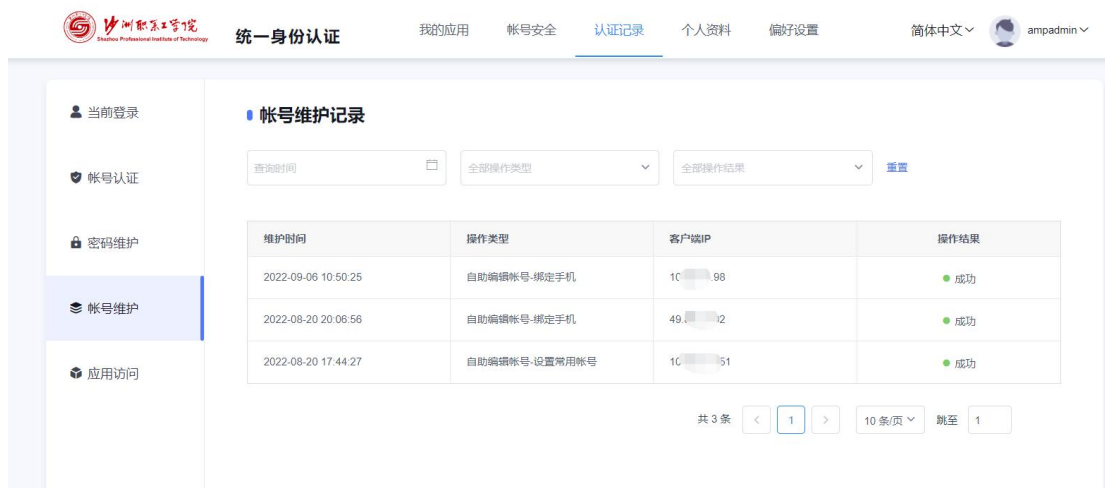 沙洲职业工学院
Shazhou Professional Institute of Technology
统一身份认证
我的应用
帐号安全
认证记录
个人资料
偏好设置
简体中文
ampadmin
当前登录
帐号认证
密码维护
帐号维护
应用访问
帐号维护记录
查询时间
全部操作类型
全部操作结果
重置
维护时间 操作类型 客户端IP 操作结果
2022-09-06 10:50:25 自助编辑帐号-绑定手机 10 .98 成功
2022-08-20 20:06:56 自助编辑帐号-绑定手机 49. 成功
2022-08-20 17:44:27 自助编辑帐号-设置常用帐号 10 51 成功
共 3 条 < 1 > 10 条/页 跳至 1